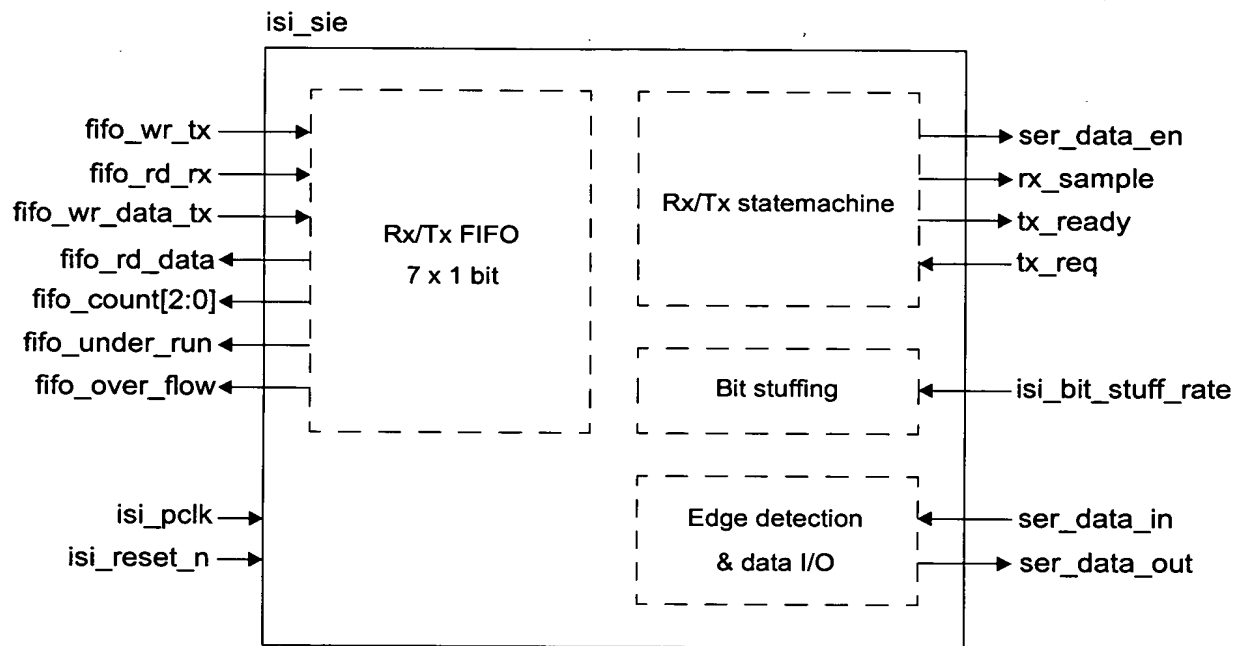 isi_sie
fifo_wr_tx
fifo_rd_rx
fifo_wr_data_tx
fifo_rd_data
fifo_count[2:0]
fifo_under_run
fifo_over_flow
isi_pclk
isi_reset_n
Rx/Tx FIFO
7 x 1 bit
Rx/Tx statemachine
Bit stuffing
Edge detection
& data I/O
ser_data_en
rx_sample
tx_ready
tx_req
isi_bit_stuff_rate
ser_data_in
ser_data_out